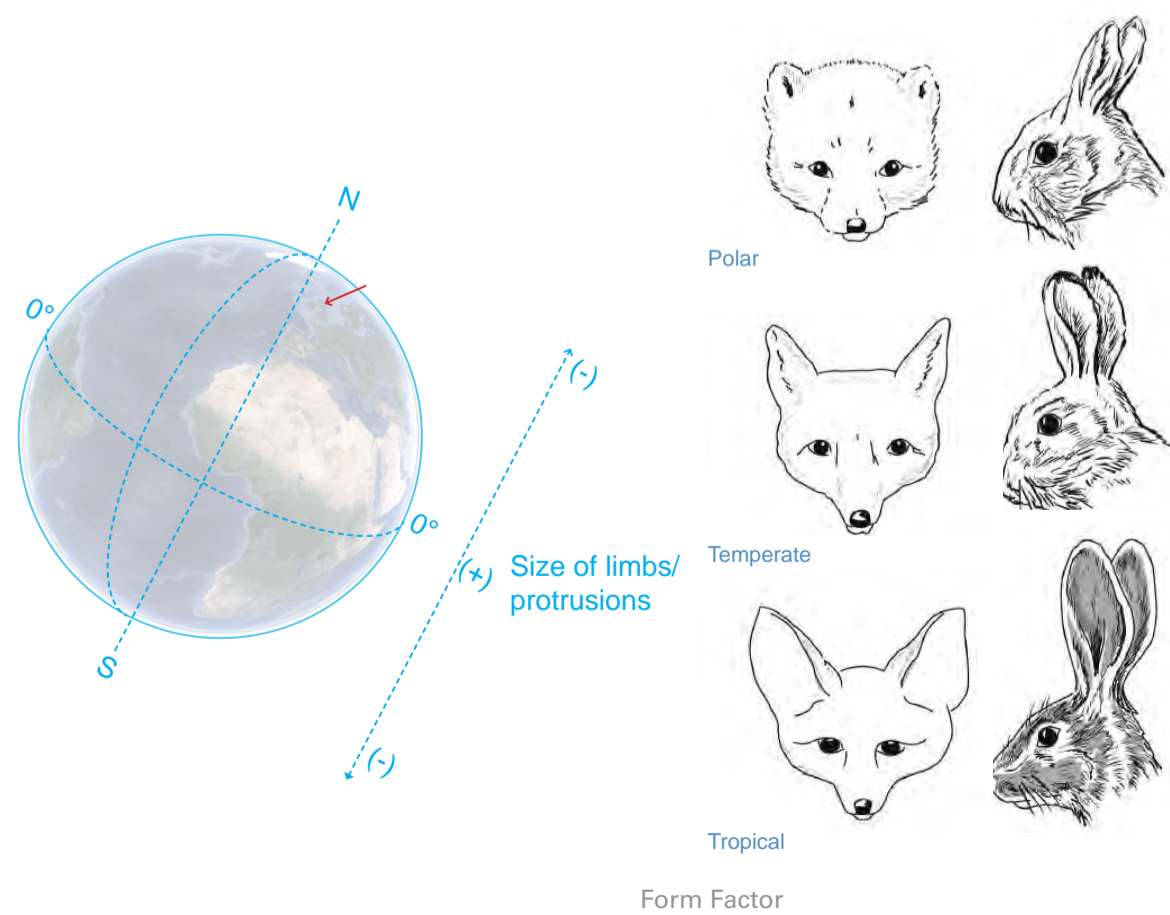 N
0°
0°
S
(-)
(+)
(-)
Size of limbs/
protrusions
Polar
Temperate
Tropical
Form Factor